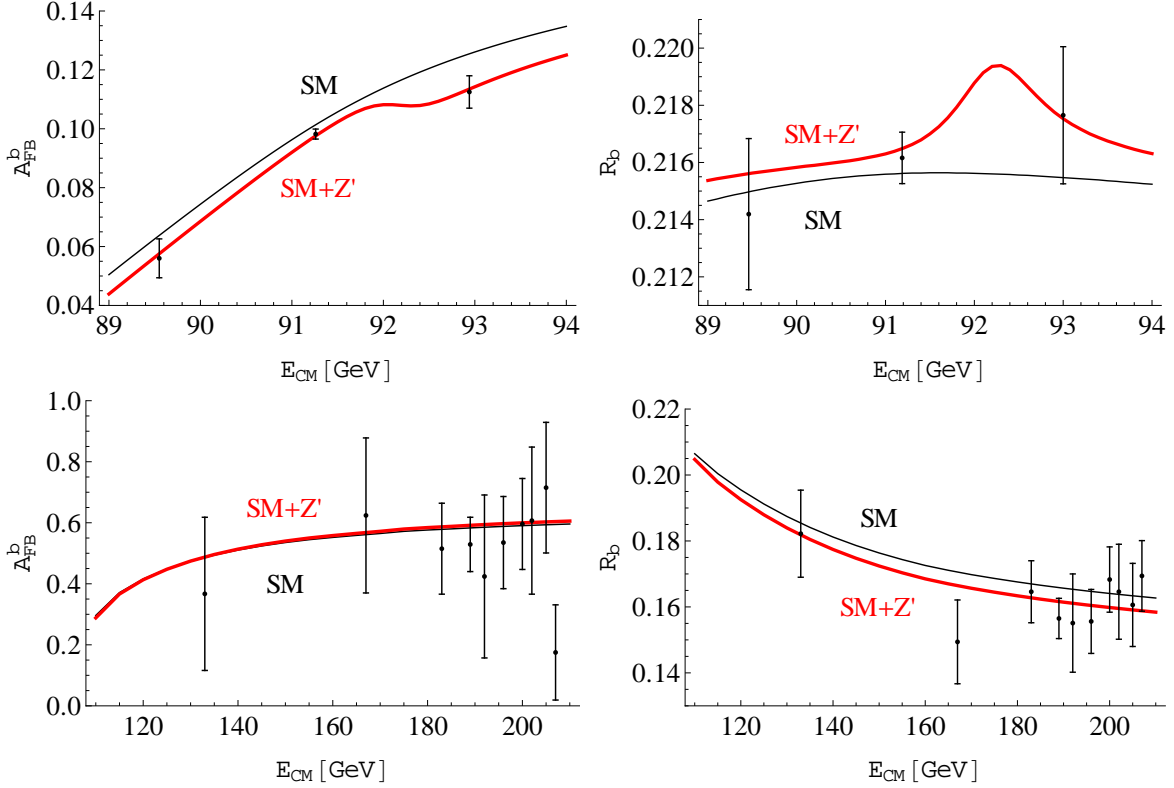 0.14
0.12
0.10
0.08
0.06
0.04
A^b_FB
SM
SM+Z'
89 90 91 92 93 94
E_CM [GeV]
0.220
0.218
0.216
0.214
0.212
R_b
SM+Z'
SM
89 90 91 92 93 94
E_CM [GeV]
1.0
0.8
0.6
0.4
0.2
0.0
A^b_FB
SM+Z'
SM
120 140 160 180 200
E_CM [GeV]
0.22
0.20
0.18
0.16
0.14
R_b
SM
SM+Z'
120 140 160 180 200
E_CM [GeV]